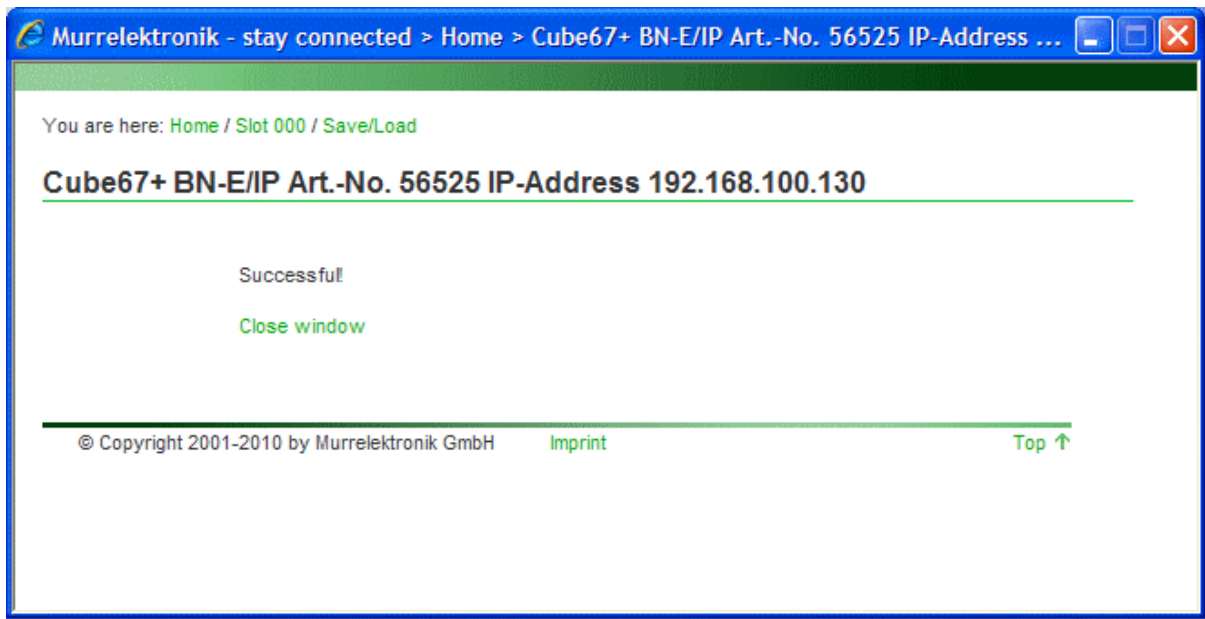 Murrelektronik - stay connected > Home > Cube67+ BN-E/IP Art.-No. 56525 IP-Address ...
You are here: Home / Slot 000 / Save/Load
Cube67+ BN-E/IP Art.-No. 56525 IP-Address 192.168.100.130
Successful!
Close window
© Copyright 2001-2010 by Murrelektronik GmbH Imprint Top ↑